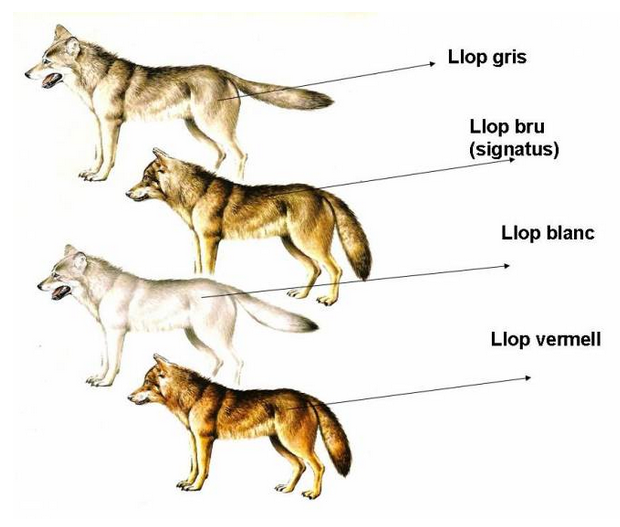 Llop gris
Llop bru
(signatus)
Llop blanc
Llop vermell